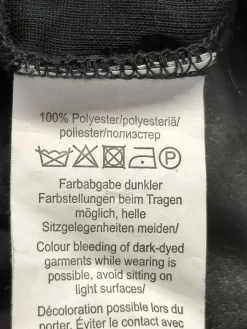 100% Polyester/polyesteriä/
poliester/полиэстер
P
Farbabgabe dunkler
Farbstellungen beim Tragen
möglich, helle
Sitzgelegenheiten meiden/
Colour bleeding of dark-dyed
garments while wearing is
possible, avoid sitting on
light surfaces/
Décoloration possible lors du
porter. Éviter le contact avec